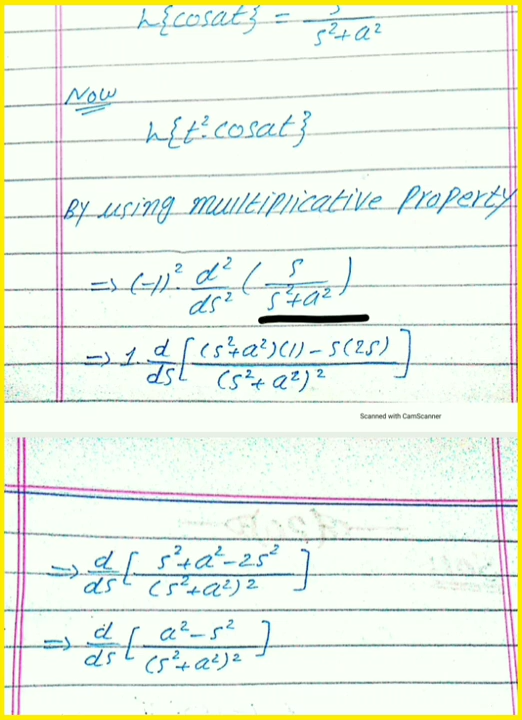 L{cosat} = s/(s²+a²)
Now
L{t².cosat}
By using multiplicative Property
=> (-1)². d²/ds² ( s/(s²+a²) )
=> 1. d/ds [ ((s²+a²)(1) - s(2s))/(s²+a²)² ]
Scanned with CamScanner
=> d/ds [ (s²+a²-2s²)/(s²+a²)² ]
=> d/ds [ (a²-s²)/(s²+a²)² ]